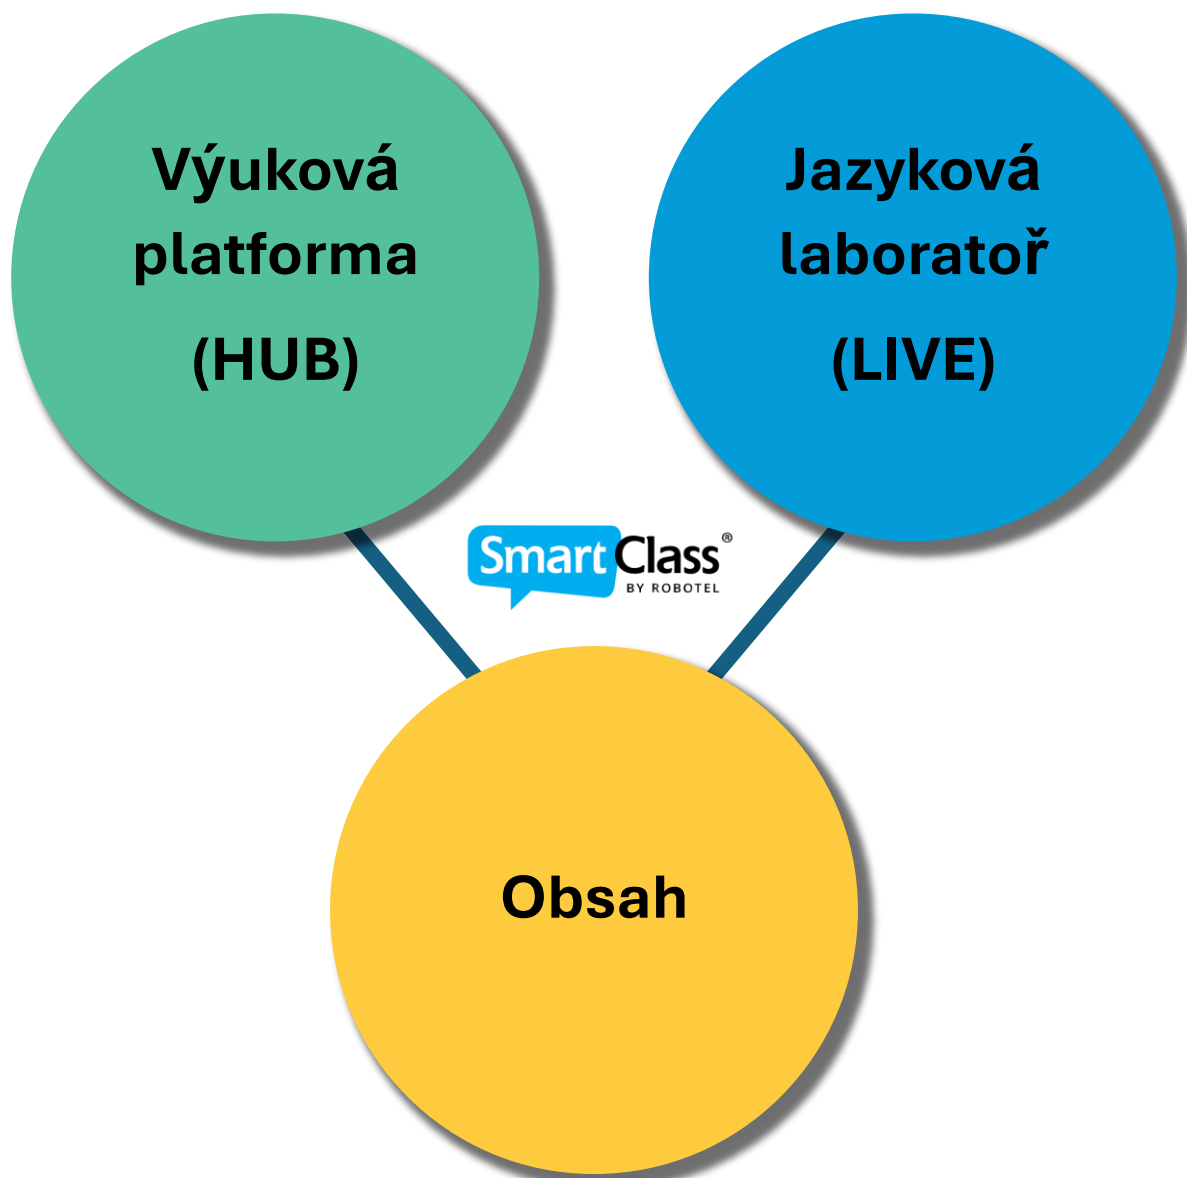 Výuková
platforma
(HUB)
Jazyková
laboratoř
(LIVE)
SmartClass®
BY ROBOTEL
Obsah